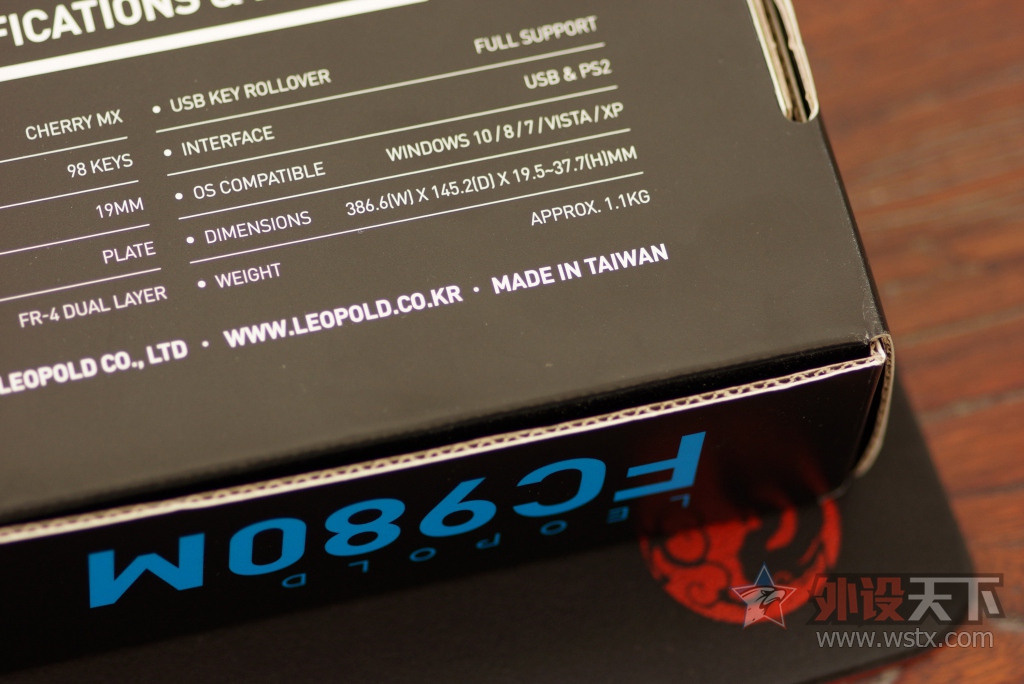 FICATIONS &
CHERRY MX
98 KEYS
19MM
PLATE
FR-4 DUAL LAYER
• USB KEY ROLLOVER FULL SUPPORT
• INTERFACE USB & PS2
• OS COMPATIBLE WINDOWS 10/8/7/VISTA/XP
• DIMENSIONS 386.6(W) X 145.2(D) X 19.5~37.7(H)MM
• WEIGHT APPROX. 1.1KG
LEOPOLD CO., LTD • WWW.LEOPOLD.CO.KR • MADE IN TAIWAN
FC980M
LEOPOLD
外设天下
www.wstx.com